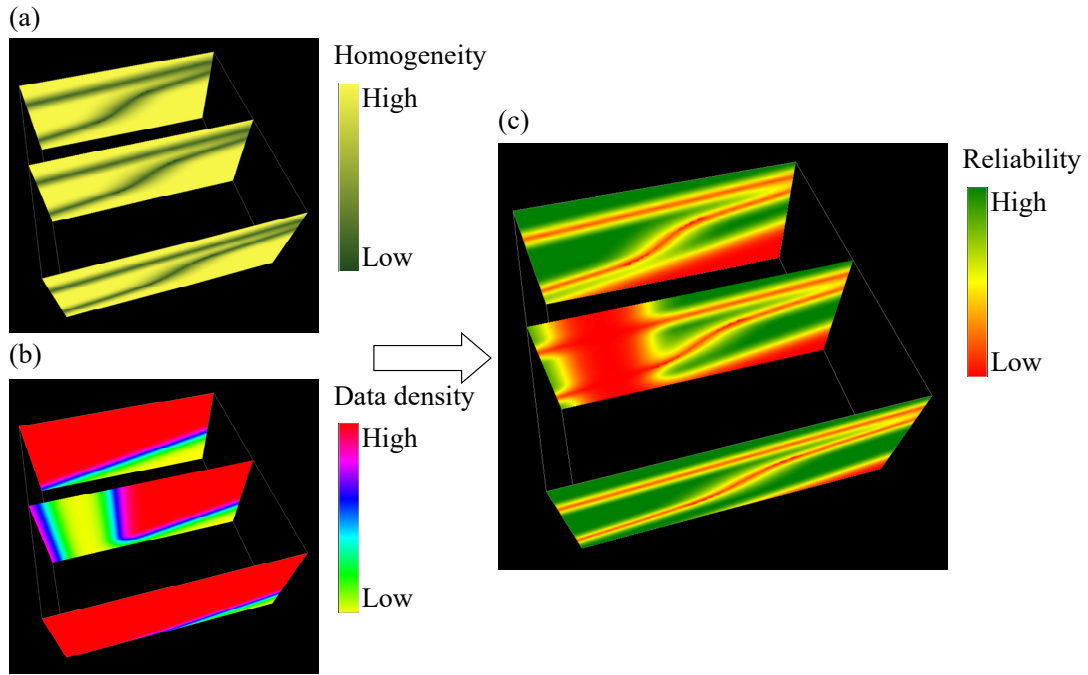 (a)
Homogeneity
High
Low
(b)
Data density
High
Low
(c)
Reliability
High
Low